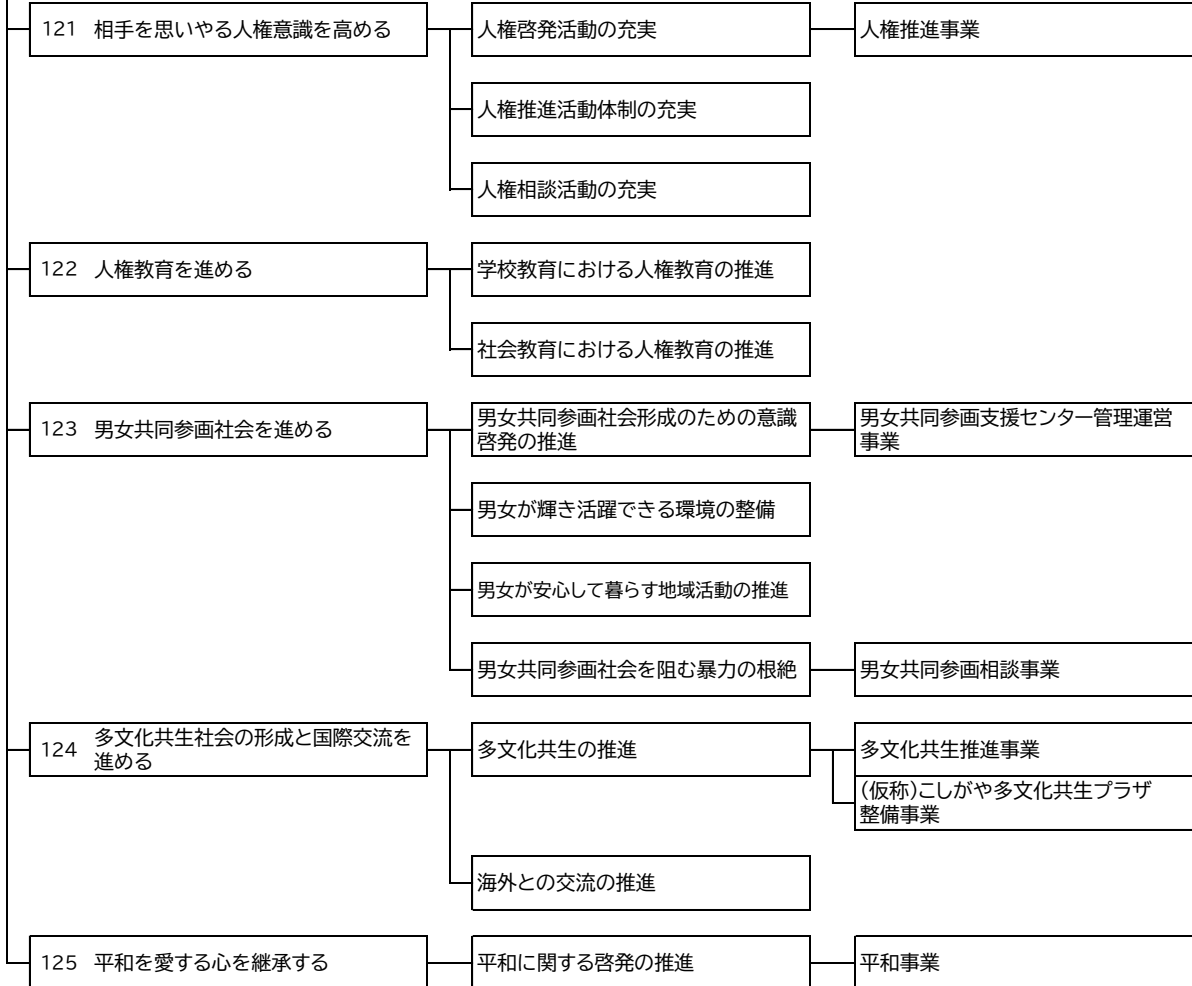 121 相手を思いやる人権意識を高める
人権啓発活動の充実
人権推進事業
人権推進活動体制の充実
人権相談活動の充実
122 人権教育を進める
学校教育における人権教育の推進
社会教育における人権教育の推進
123 男女共同参画社会を進める
男女共同参画社会形成のための意識
啓発の推進
男女共同参画支援センター管理運営
事業
男女が輝き活躍できる環境の整備
男女が安心して暮らす地域活動の推進
男女共同参画社会を阻む暴力の根絶
男女共同参画相談事業
124 多文化共生社会の形成と国際交流を
進める
多文化共生の推進
多文化共生推進事業
(仮称)こしがや多文化共生プラザ
整備事業
海外との交流の推進
125 平和を愛する心を継承する
平和に関する啓発の推進
平和事業